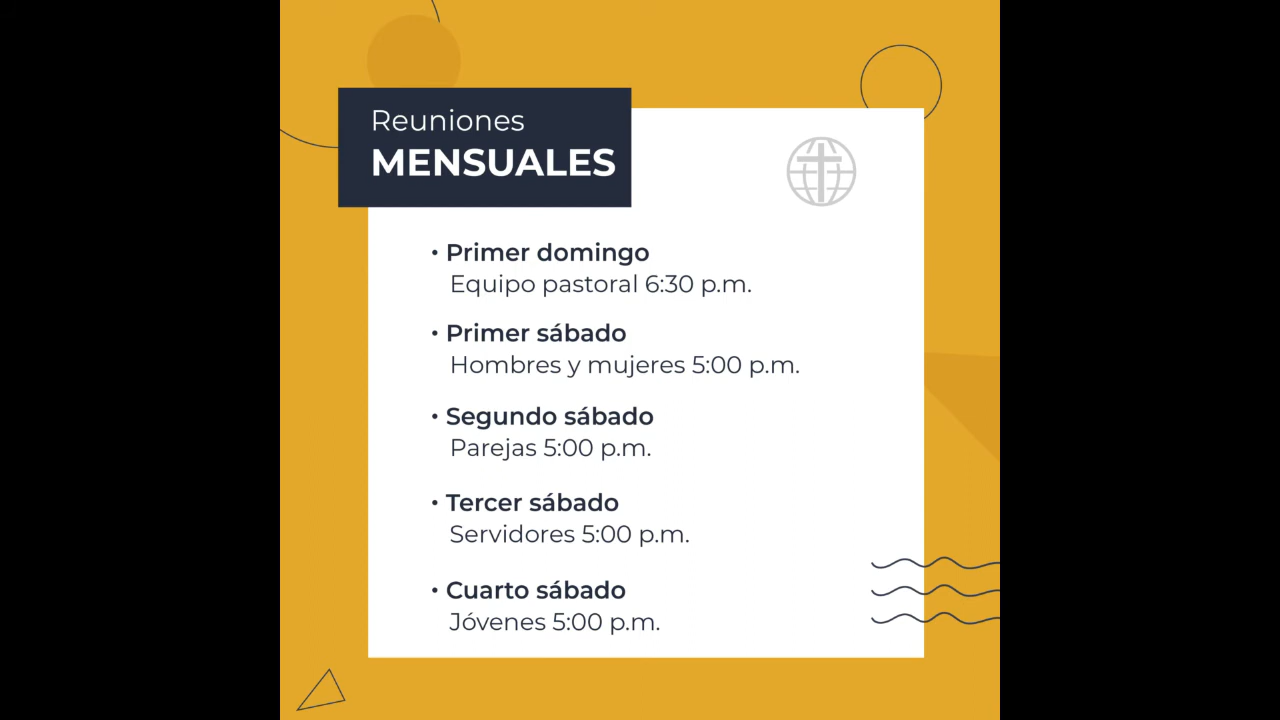 Reuniones
MENSUALES
• Primer domingo
Equipo pastoral 6:30 p.m.
• Primer sábado
Hombres y mujeres 5:00 p.m.
• Segundo sábado
Parejas 5:00 p.m.
• Tercer sábado
Servidores 5:00 p.m.
• Cuarto sábado
Jóvenes 5:00 p.m.